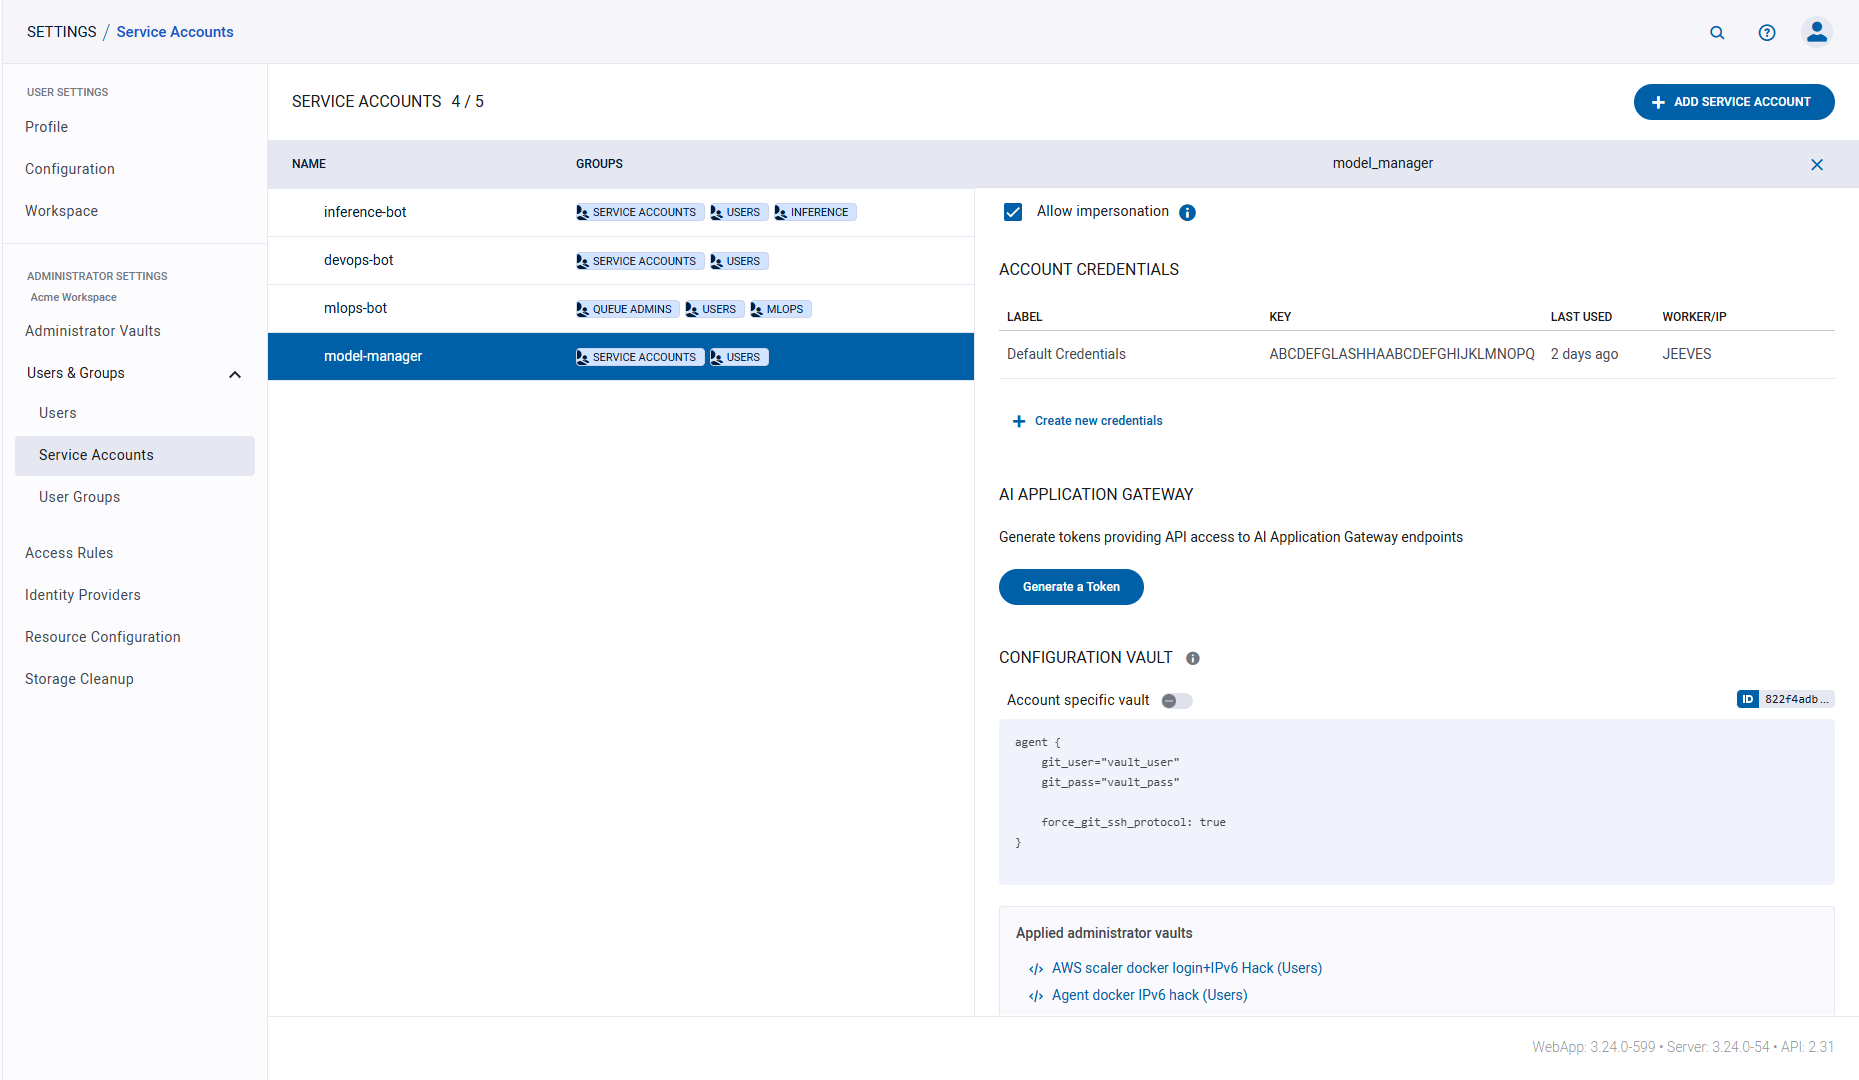 SETTINGS / Service Accounts
USER SETTINGS
Profile
Configuration
Workspace
ADMINISTRATOR SETTINGS
Acme Workspace
Administrator Vaults
Users & Groups
Users
Service Accounts
User Groups
Access Rules
Identity Providers
Resource Configuration
Storage Cleanup
SERVICE ACCOUNTS 4 / 5
ADD SERVICE ACCOUNT
NAME GROUPS
inference-bot SERVICE ACCOUNTS USERS INFERENCE
devops-bot SERVICE ACCOUNTS USERS
mlops-bot QUEUE ADMINS USERS MLOPS
model-manager SERVICE ACCOUNTS USERS
model_manager
Allow impersonation
ACCOUNT CREDENTIALS
LABEL KEY LAST USED WORKER/IP
Default Credentials ABCDEFGLASHHAABCDEFGHIJKLMNOPQ 2 days ago JEEVES
Create new credentials
AI APPLICATION GATEWAY
Generate tokens providing API access to AI Application Gateway endpoints
Generate a Token
CONFIGURATION VAULT
Account specific vault ID 822f4adb...
agent {
git_user="vault_user"
git_pass="vault_pass"
force_git_ssh_protocol: true
}
Applied administrator vaults
AWS scaler docker login+IPv6 Hack (Users)
Agent docker IPv6 hack (Users)
WebApp: 3.24.0-599 • Server: 3.24.0-54 • API: 2.31